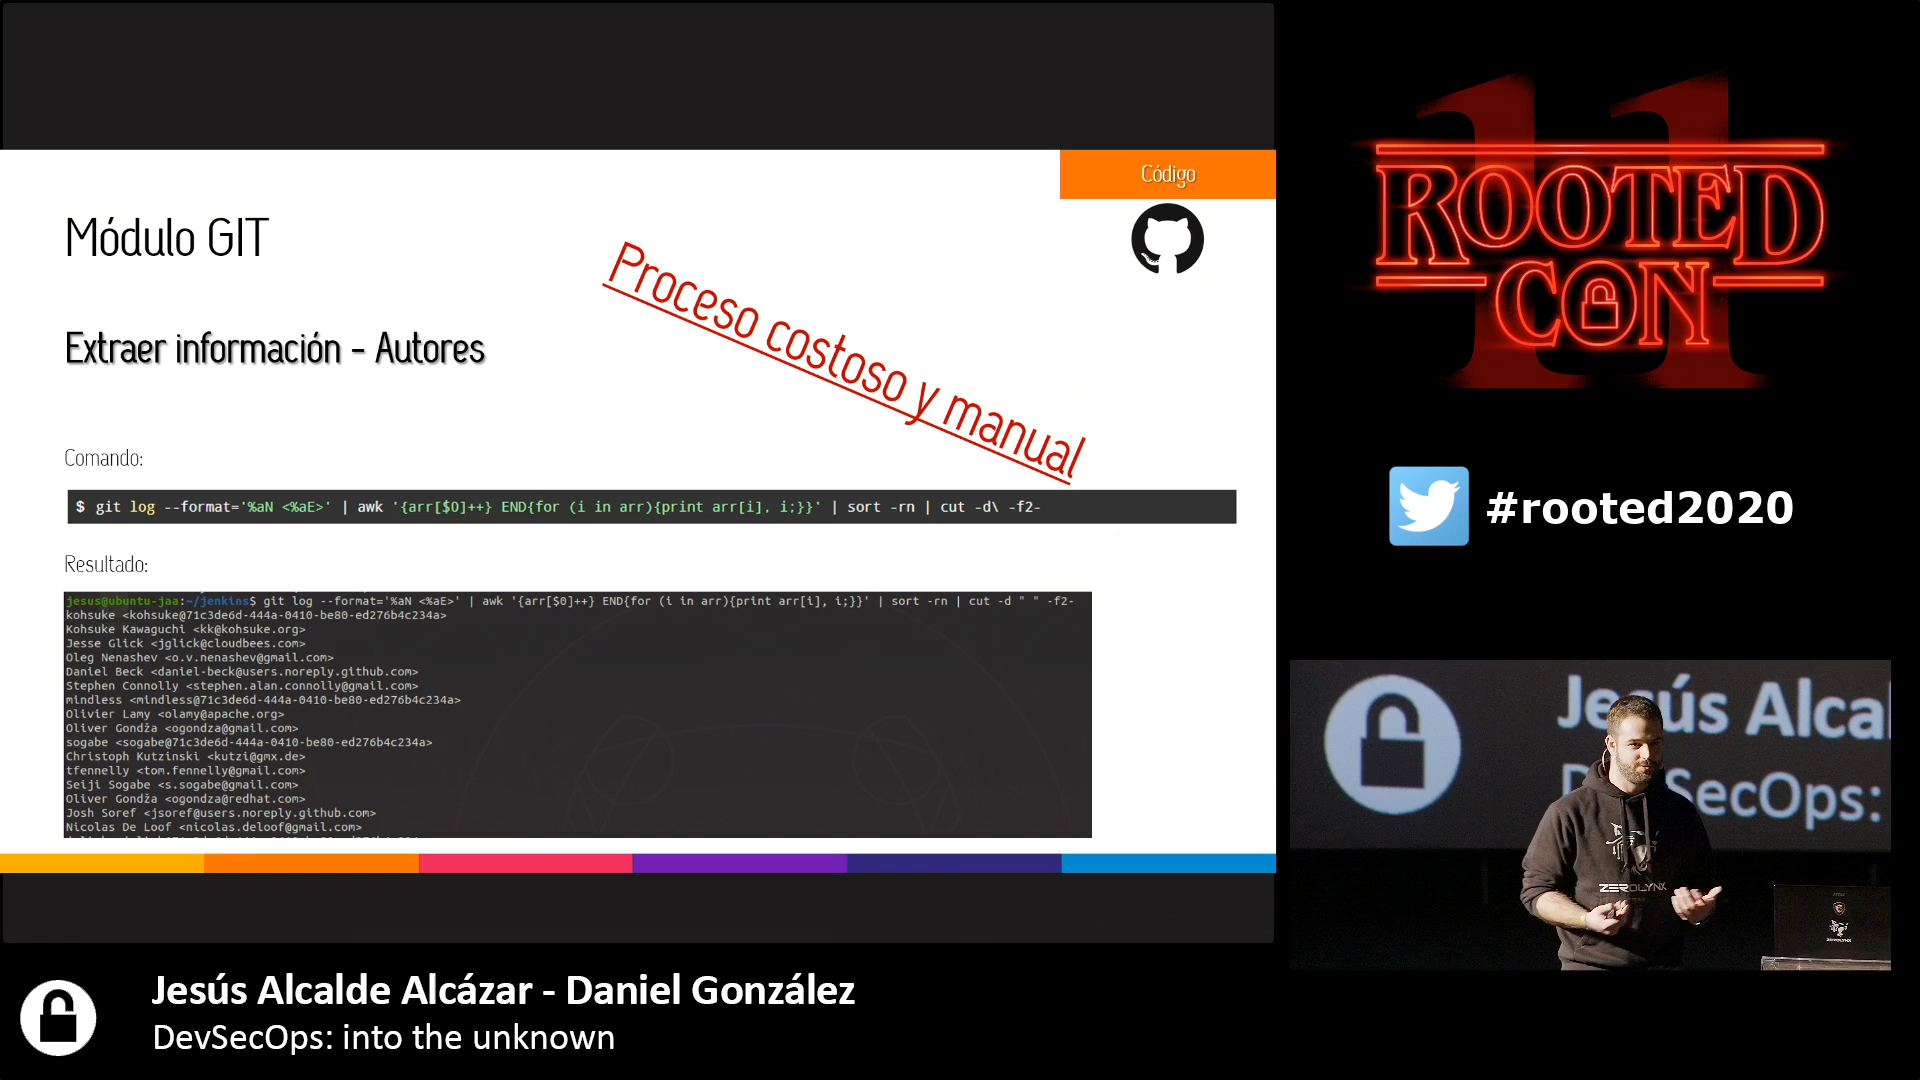 Código
Módulo GIT
Proceso costoso y manual
Extraer información - Autores
Comando:
$ git log --format='%aN <%aE>' | awk '{arr[$0]++} END{for (i in arr){print arr[i], i;}}' | sort -rn | cut -d\ -f2-
Resultado:
jesus@ubuntu-jaa:~/jenkins$ git log --format='%aN <%aE>' | awk '{arr[$0]++} END{for (i in arr){print arr[i], i;}}' | sort -rn | cut -d " " -f2-
kohsuke <kohsuke@71c3de6d-444a-0410-be80-ed276b4c234a>
Kohsuke Kawaguchi <kk@kohsuke.org>
Jesse Glick <jglick@cloudbees.com>
Oleg Nenashev <o.v.nenashev@gmail.com>
Daniel Beck <daniel-beck@users.noreply.github.com>
Stephen Connolly <stephen.alan.connolly@gmail.com>
mindless <mindless@71c3de6d-444a-0410-be80-ed276b4c234a>
Olivier Lamy <olamy@apache.org>
Oliver Gondža <ogondza@gmail.com>
sogabe <sogabe@71c3de6d-444a-0410-be80-ed276b4c234a>
Christoph Kutzinski <kutzi@gmx.de>
tfennelly <tom.fennelly@gmail.com>
Seiji Sogabe <s.sogabe@gmail.com>
Oliver Gondža <ogondza@redhat.com>
Josh Soref <jsoref@users.noreply.github.com>
Nicolas De Loof <nicolas.deloof@gmail.com>
11
ROOTED
CON
#rooted2020
Jesús Alca
DevSecOps:
ZEROLYNX
Jesús Alcalde Alcázar - Daniel González
DevSecOps: into the unknown